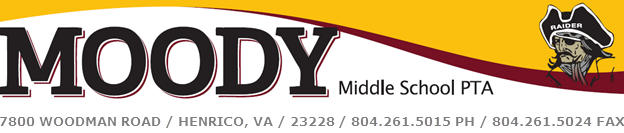 RAIDER
MOODY Middle School PTA
7800 WOODMAN ROAD / HENRICO, VA / 23228 / 804.261.5015 PH / 804.261.5024 FAX